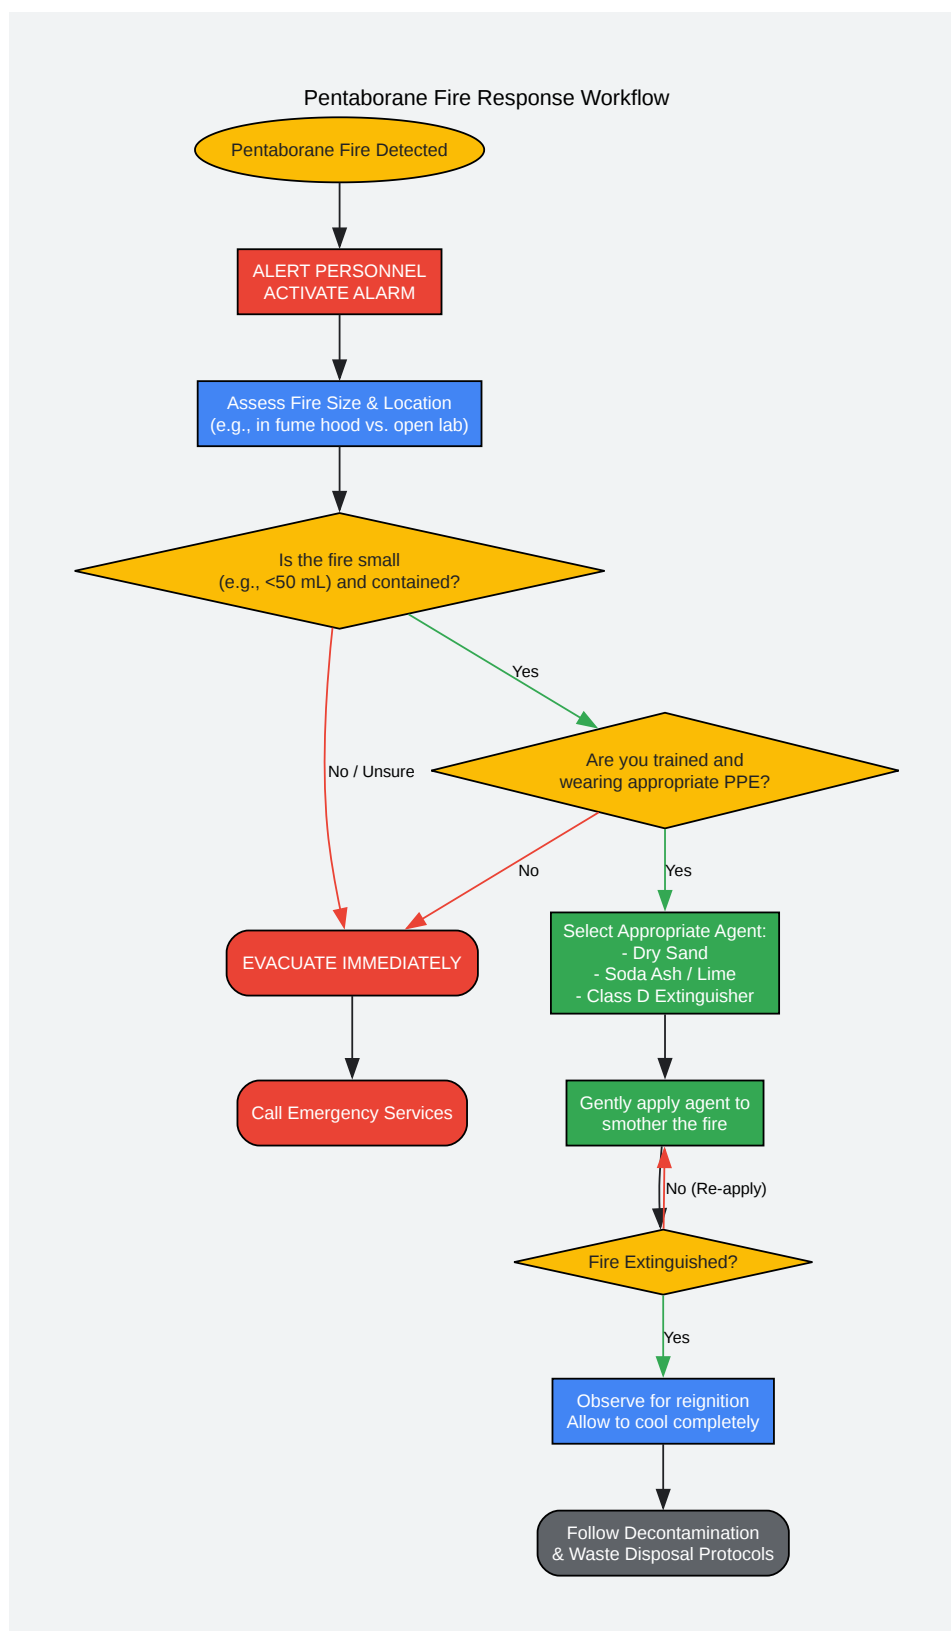 Pentaborane Fire Response Workflow
Pentaborane Fire Detected
ALERT PERSONNEL
ACTIVATE ALARM
Assess Fire Size & Location
(e.g., in fume hood vs. open lab)
Is the fire small
(e.g., <50 mL) and contained?
Yes
No / Unsure
Are you trained and
wearing appropriate PPE?
No
Yes
EVACUATE IMMEDIATELY
Call Emergency Services
Select Appropriate Agent:
- Dry Sand
- Soda Ash / Lime
- Class D Extinguisher
Gently apply agent to
smother the fire
No (Re-apply)
Fire Extinguished?
Yes
Observe for reignition
Allow to cool completely
Follow Decontamination
& Waste Disposal Protocols